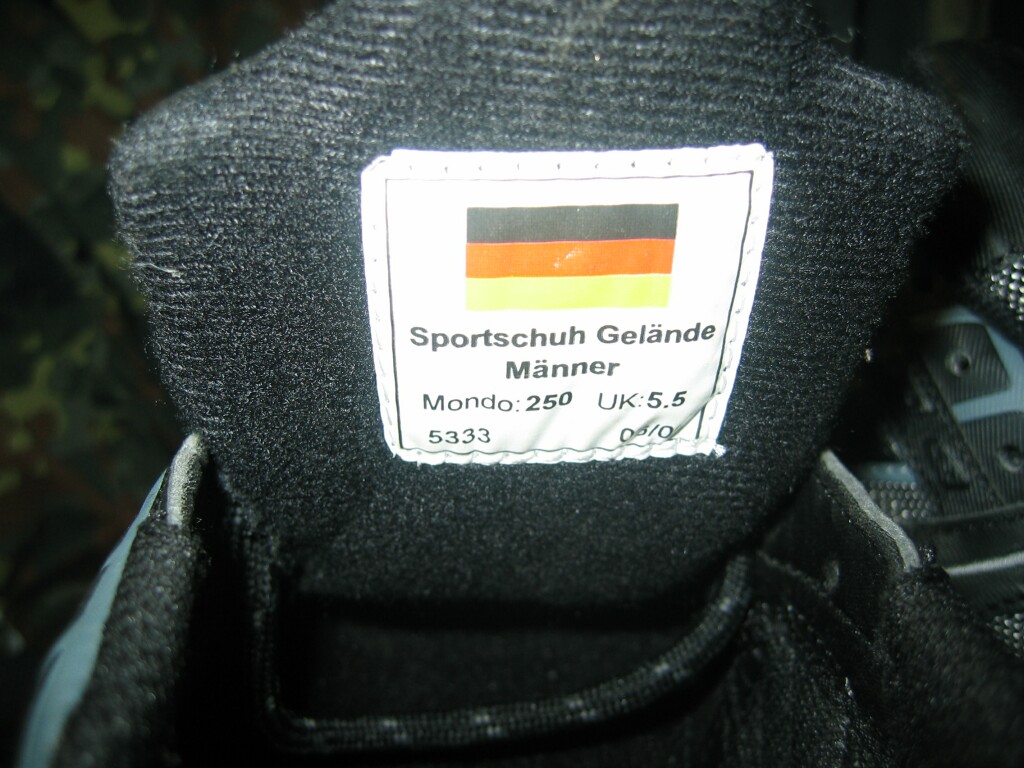 Sportschuh Gelände
Männer
Mondo: 250 UK: 5.5
5333